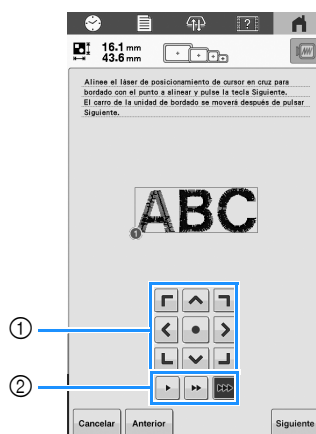 16.1 mm
43.6 mm
Alinee el láser de posicionamiento de cursor en cruz para
bordado con el punto a alinear y pulse la tecla Siguiente.
El carro de la unidad de bordado se moverá después de pulsar
Siguiente.
ABC
1
①
②
Cancelar Anterior Siguiente